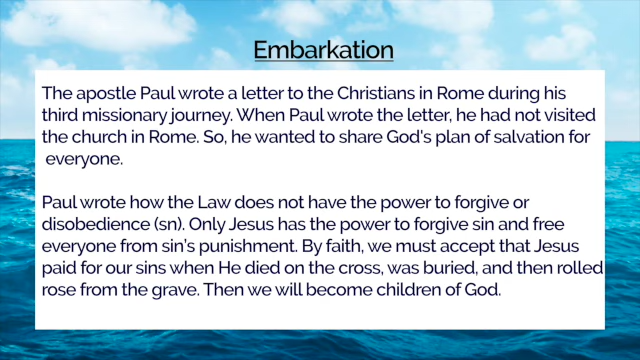 Embarkation
The apostle Paul wrote a letter to the Christians in Rome during his
third missionary journey. When Paul wrote the letter, he had not visited
the church in Rome. So, he wanted to share God's plan of salvation for
everyone.
Paul wrote how the Law does not have the power to forgive or
disobedience (sn). Only Jesus has the power to forgive sin and free
everyone from sin's punishment. By faith, we must accept that Jesus
paid for our sins when He died on the cross, was buried, and then rolled
rose from the grave. Then we will become children of God.